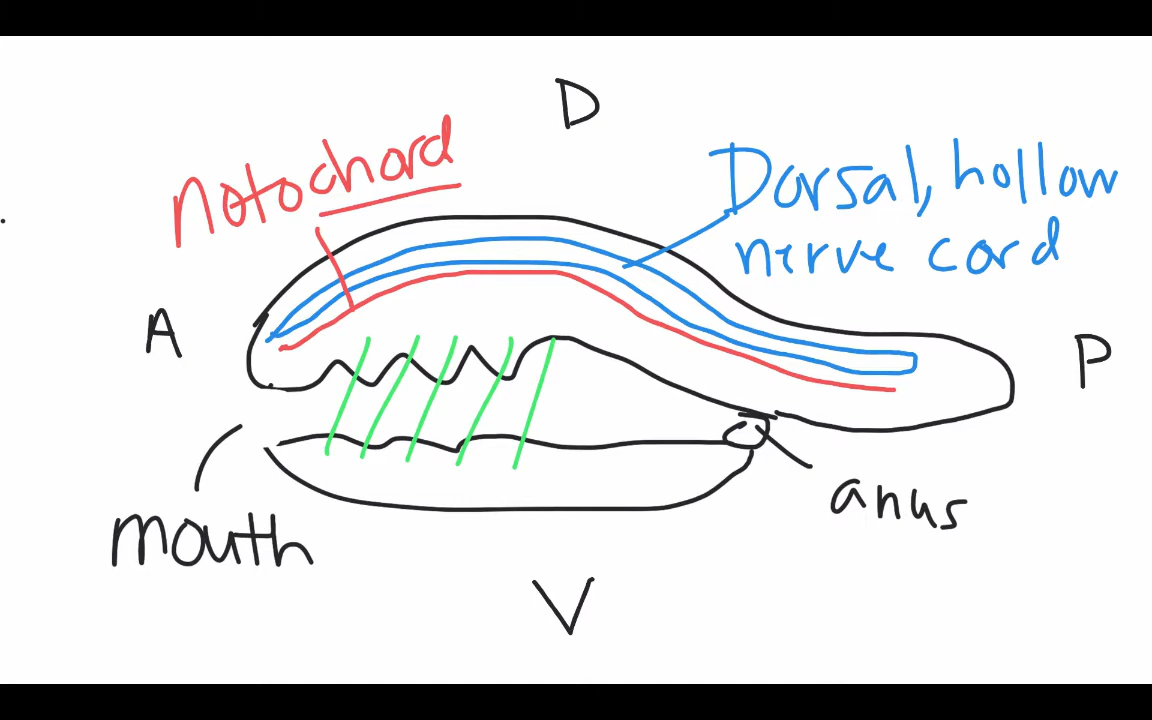 D
Notochord
Dorsal, hollow
nerve cord
A
P
mouth
anus
V